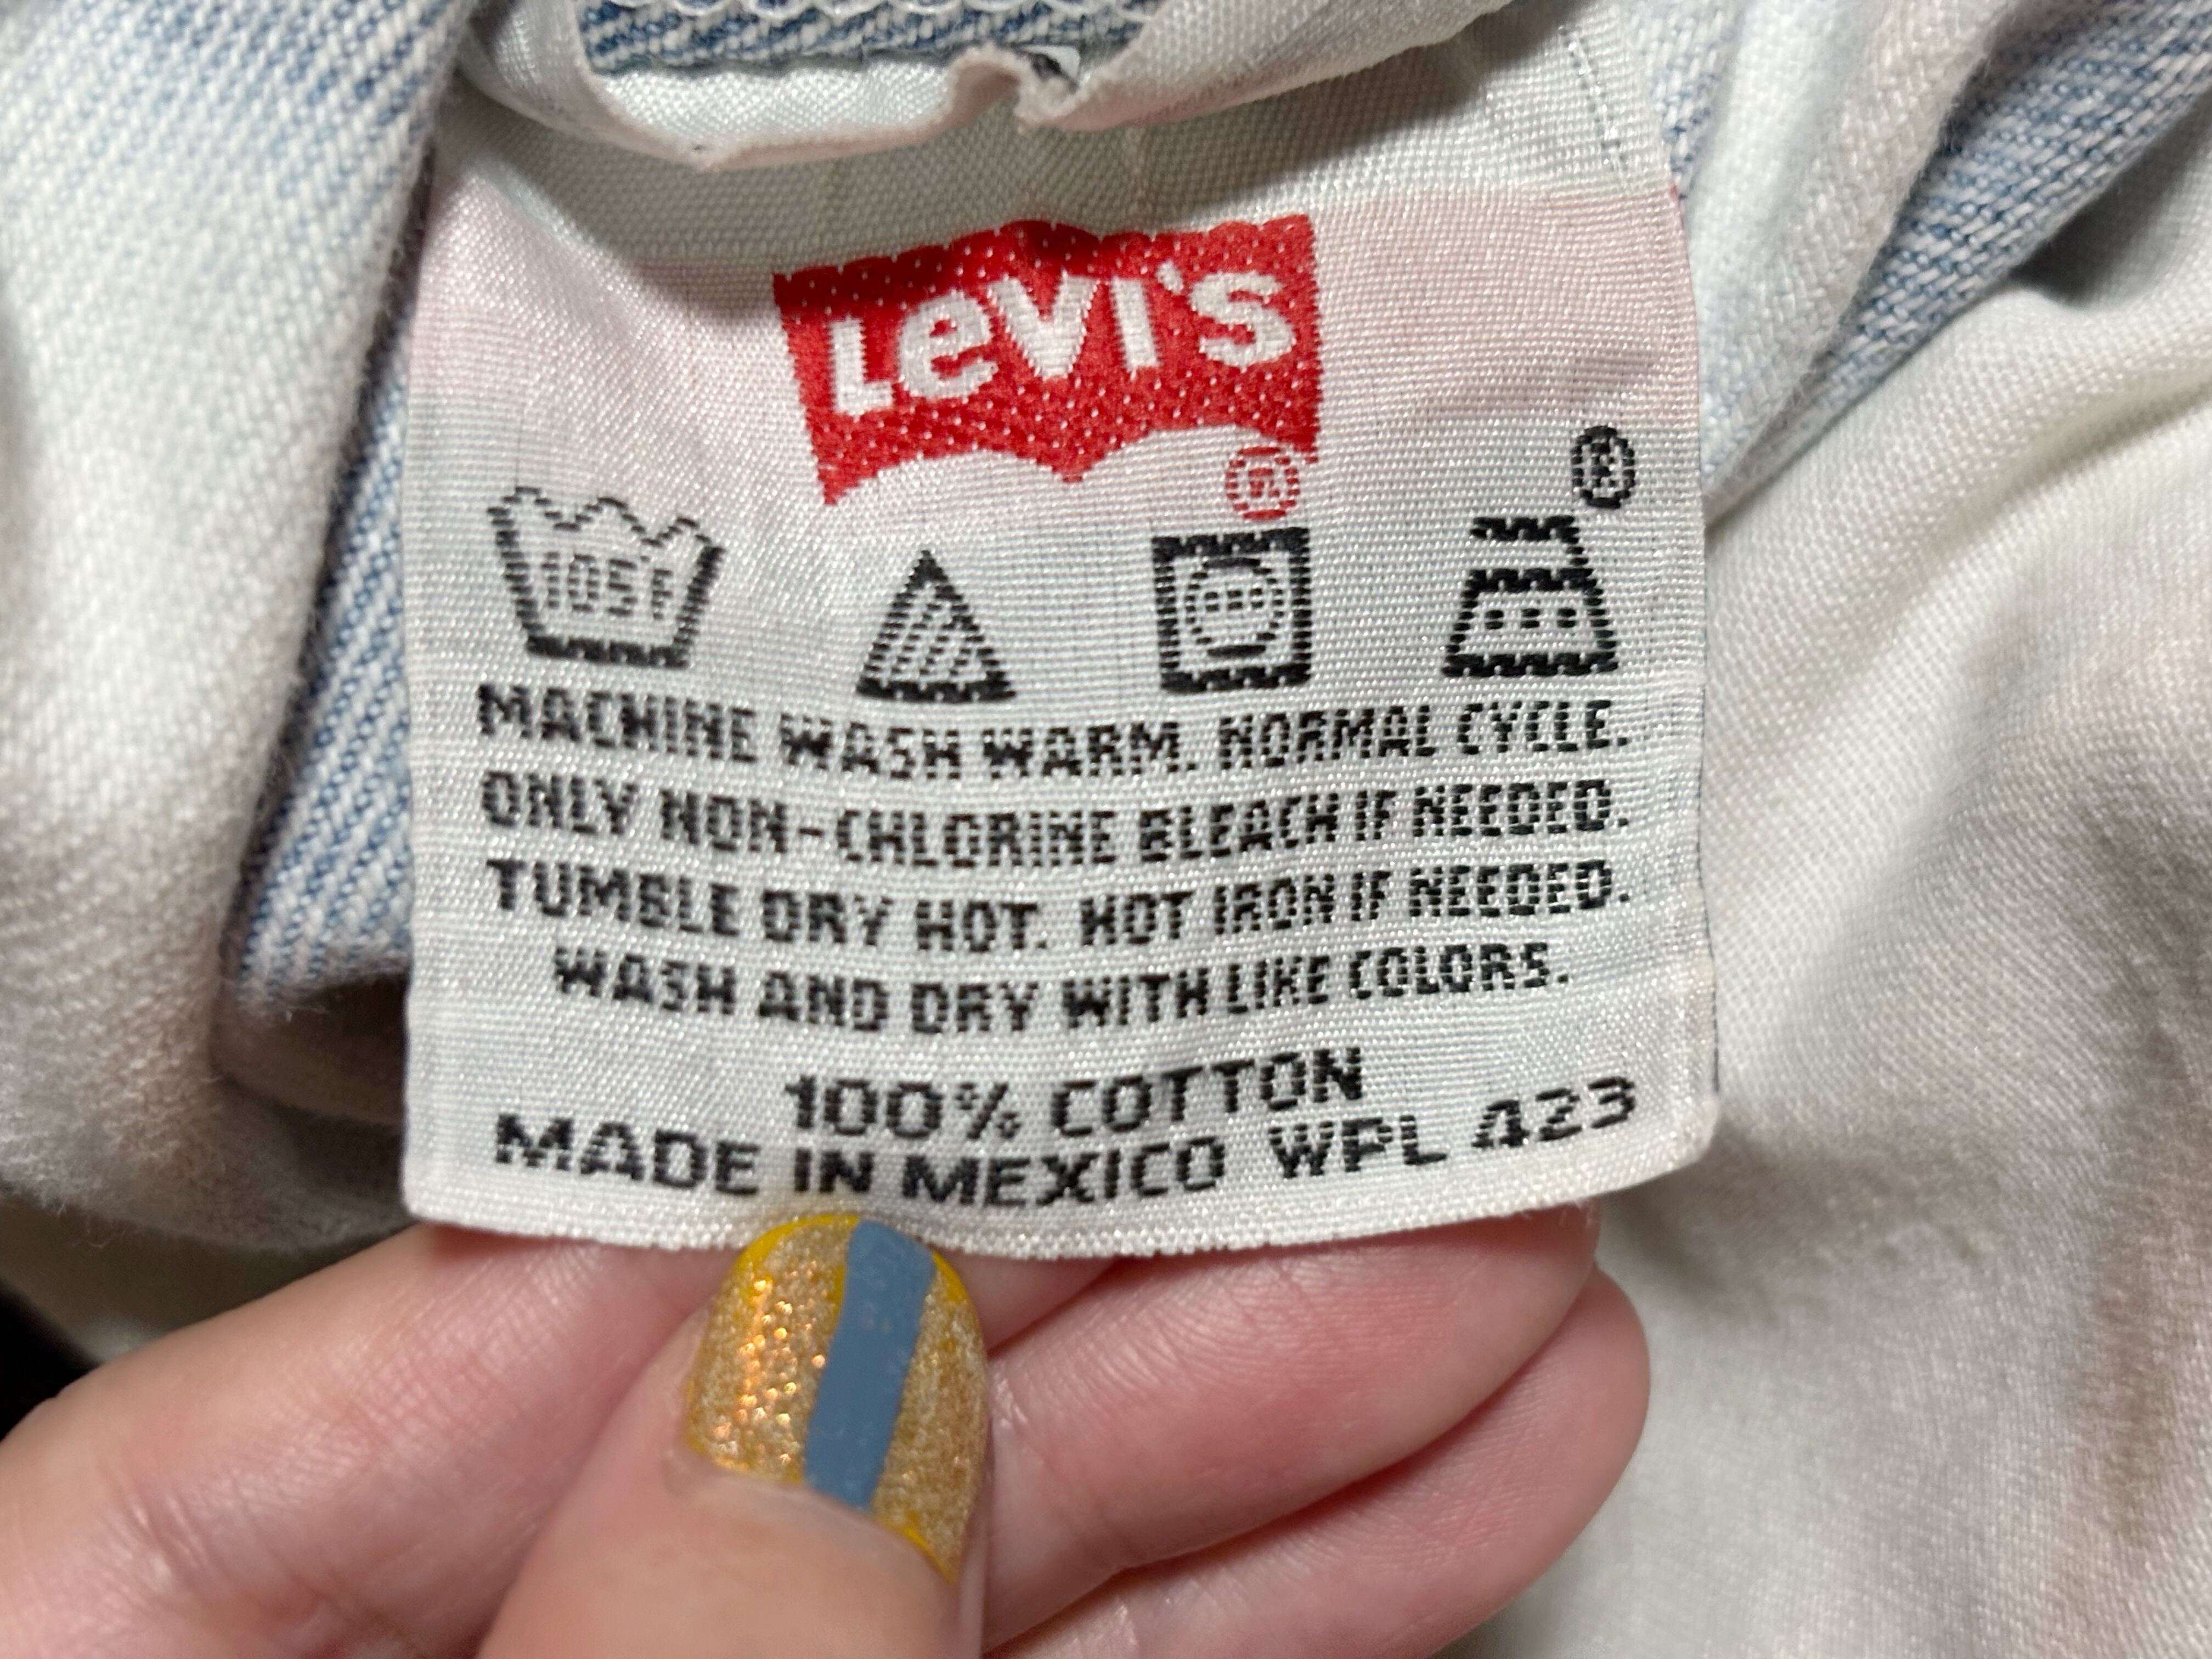 LEVI'S
®
®
105F
MACHINE WASH WARM. NORMAL CYCLE.
ONLY NON-CHLORINE BLEACH IF NEEDED.
TUMBLE DRY HOT. HOT IRON IF NEEDED.
WASH AND DRY WITH LIKE COLORS.
100% COTTON
MADE IN MEXICO WPL 423